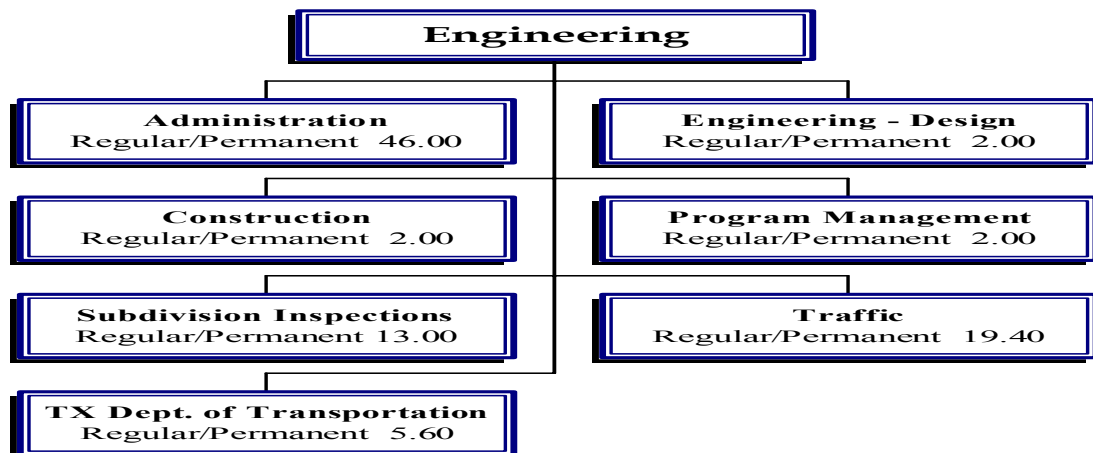 Engineering
Administration
Regular/Permanent 46.00
Engineering - Design
Regular/Permanent 2.00
Construction
Regular/Permanent 2.00
Program Management
Regular/Permanent 2.00
Subdivision Inspections
Regular/Permanent 13.00
Traffic
Regular/Permanent 19.40
TX Dept. of Transportation
Regular/Permanent 5.60